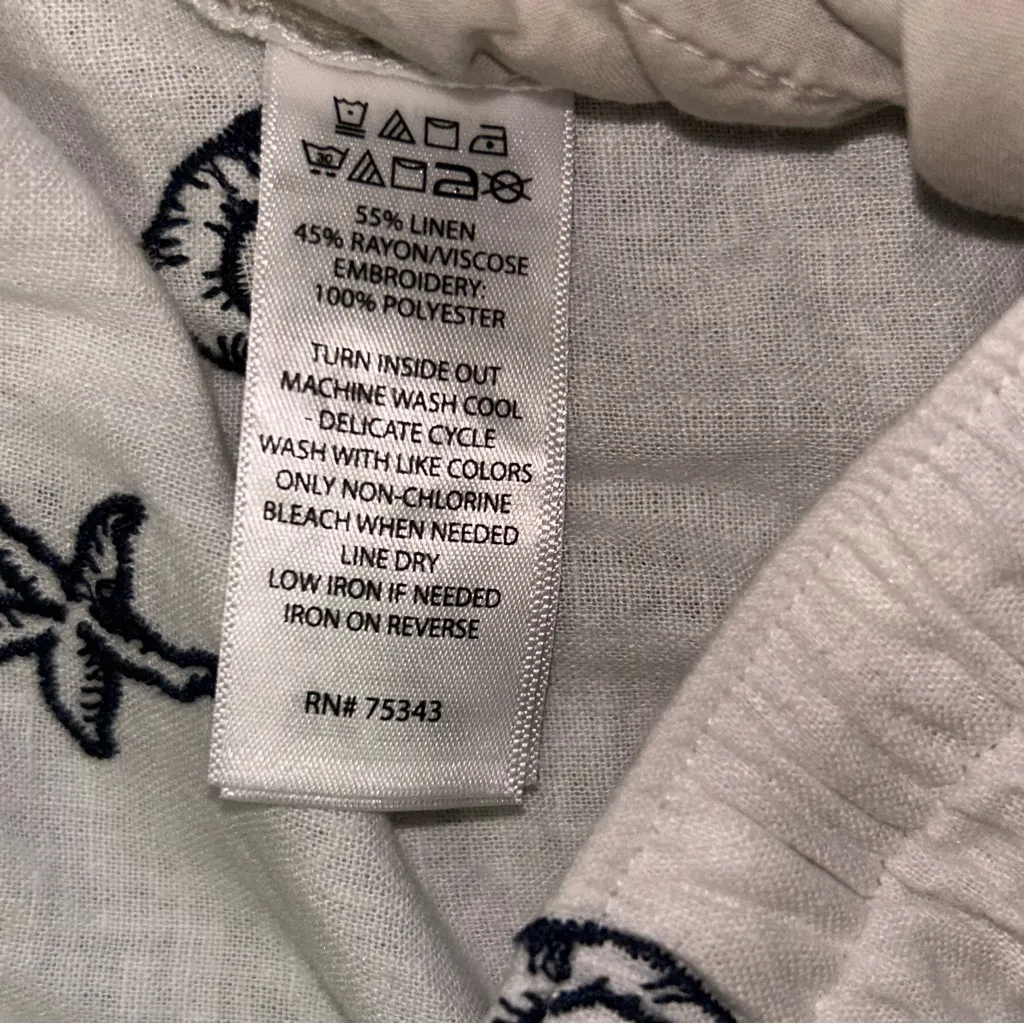 30
55% LINEN
45% RAYON/VISCOSE
EMBROIDERY:
100% POLYESTER
TURN INSIDE OUT
MACHINE WASH COOL
- DELICATE CYCLE
WASH WITH LIKE COLORS
ONLY NON-CHLORINE
BLEACH WHEN NEEDED
LINE DRY
LOW IRON IF NEEDED
IRON ON REVERSE
RN# 75343